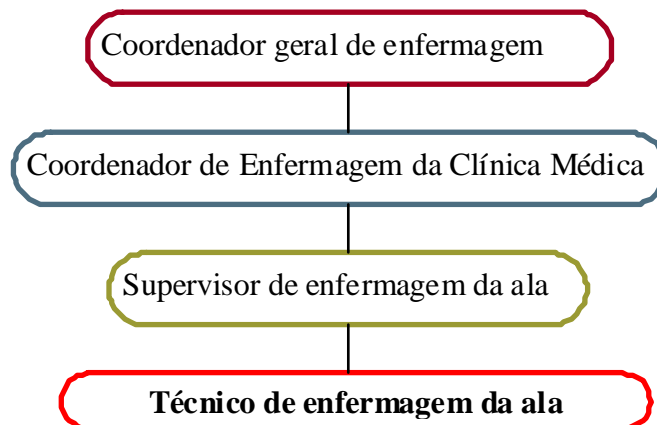 Coordenador geral de enfermagem
Coordenador de Enfermagem da Clínica Médica
Supervisor de enfermagem da ala
Técnico de enfermagem da ala